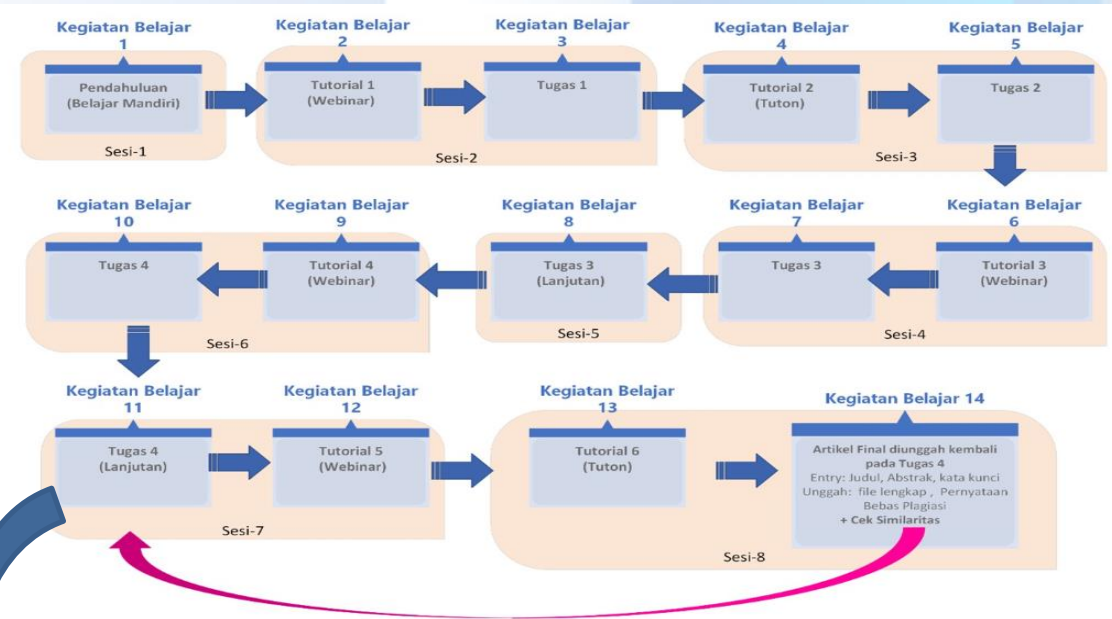 Kegiatan Belajar
1
Pendahuluan
(Belajar Mandiri)
Sesi-1
Kegiatan Belajar
2
Tutorial 1
(Webinar)
Kegiatan Belajar
3
Tugas 1
Sesi-2
Kegiatan Belajar
4
Tutorial 2
(Tuton)
Kegiatan Belajar
5
Tugas 2
Sesi-3
Kegiatan Belajar
6
Tutorial 3
(Webinar)
Kegiatan Belajar
7
Tugas 3
Sesi-4
Kegiatan Belajar
8
Tugas 3
(Lanjutan)
Sesi-5
Kegiatan Belajar
9
Tutorial 4
(Webinar)
Kegiatan Belajar
10
Tugas 4
Sesi-6
Kegiatan Belajar
11
Tugas 4
(Lanjutan)
Kegiatan Belajar
12
Tutorial 5
(Webinar)
Sesi-7
Kegiatan Belajar
13
Tutorial 6
(Tuton)
Kegiatan Belajar 14
Artikel Final diunggah kembali
pada Tugas 4
Entry: Judul, Abstrak, kata kunci
Unggah: file lengkap , Pernyataan
Bebas Plagiasi
+ Cek Similaritas
Sesi-8